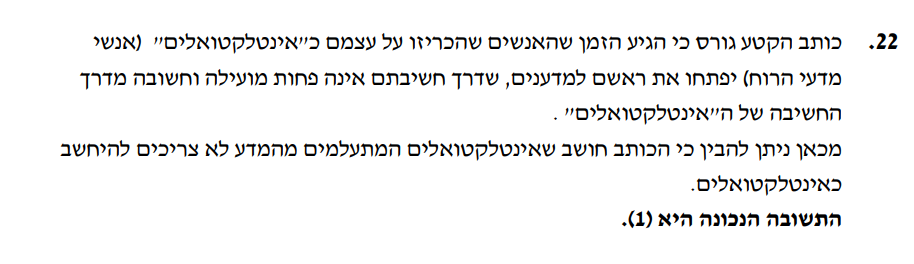 22. כותב הקטע גורס כי הגיע הזמן שהאנשים שהכריזו על עצמם כ״אינטלקטואלים״ (אנשי
מדעי הרוח) יפתחו את ראשם למדענים, שדרך חשיבתם אינה פחות מועילה וחשובה מדרך
החשיבה של ה״אינטלקטואלים״ .
מכאן ניתן להבין כי הכותב חושב שאינטלקטואלים המתעלמים מהמדע לא צריכים להיחשב
כאינטלקטואלים.
התשובה הנכונה היא (1).